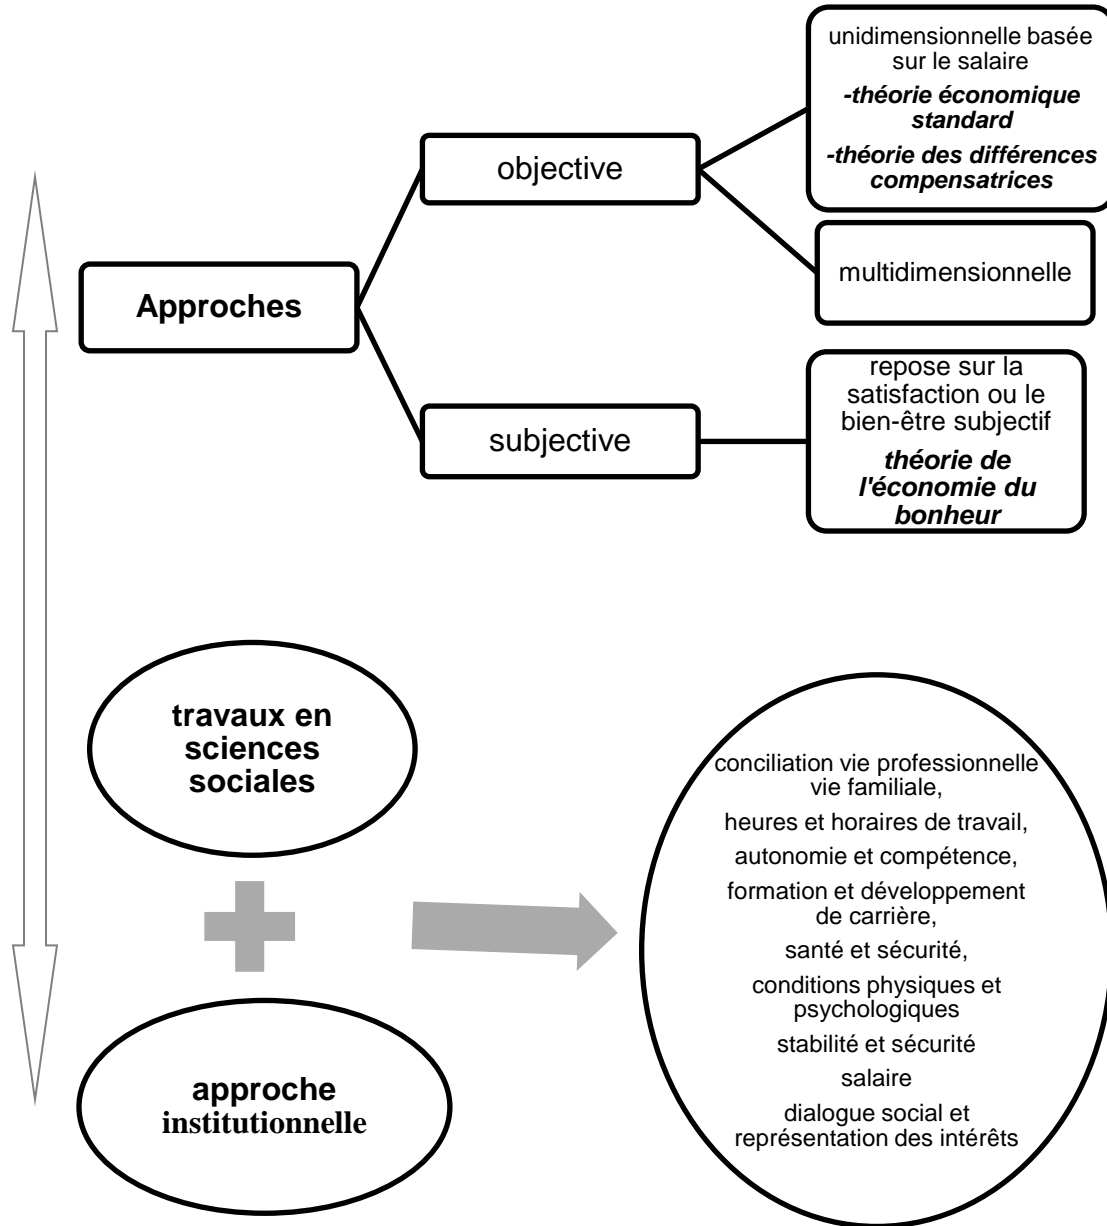 unidimensionnelle basée
sur le salaire
-théorie économique
standard
-théorie des différences
compensatrices
objective
multidimensionnelle
Approches
repose sur la
satisfaction ou le
bien-être subjectif
théorie de
l'économie du
bonheur
subjective
travaux en
sciences
sociales
approche
institutionnelle
conciliation vie professionnelle
vie familiale,
heures et horaires de travail,
autonomie et compétence,
formation et développement
de carrière,
santé et sécurité,
conditions physiques et
psychologiques
stabilité et sécurité
salaire
dialogue social et
représentation des intérêts